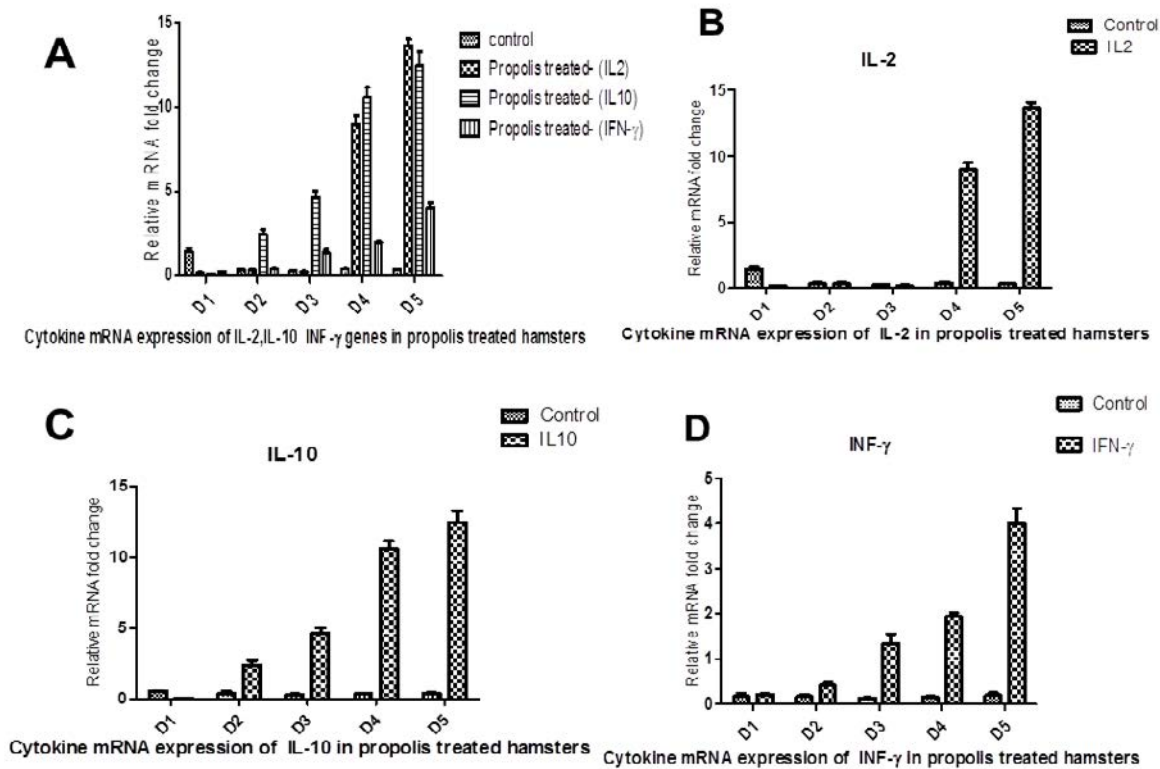 A
Relative mRNA fold change
15
10
5
0
D1 D2 D3 D4 D5
control
Propolis treated- (IL2)
Propolis treated- (IL10)
Propolis treated- (IFN-γ)
Cytokine mRNA expression of IL-2,IL-10 INF-γ genes in propolis treated hamsters
B
IL-2
Control
IL2
Relative mRNA fold change
15
10
5
0
D1 D2 D3 D4 D5
Cytokine mRNA expression of IL-2 in propolis treated hamsters
C
IL-10
Control
IL10
Relative mRNA fold change
15
10
5
0
D1 D2 D3 D4 D5
Cytokine mRNA expression of IL-10 in propolis treated hamsters
D
INF-γ
Control
IFN-γ
Relative mRNA fold change
5
4
3
2
1
0
D1 D2 D3 D4 D5
Cytokine mRNA expression of INF-γ in propolis treated hamsters